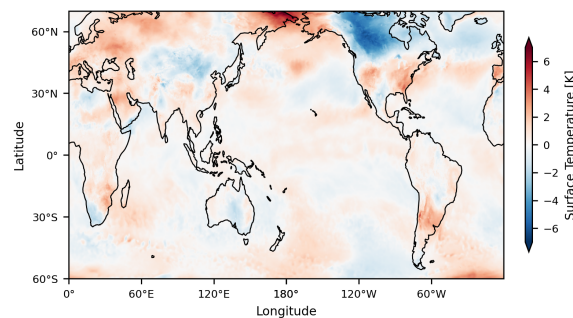 60°N
30°N
0°
30°S
60°S
Latitude
0°
60°E
120°E
180°
120°W
60°W
Longitude
6
4
2
0
−2
−4
−6
Surface Temperature [K]